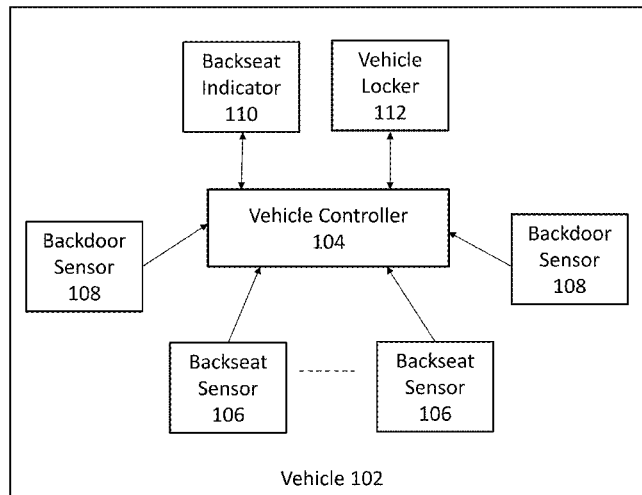 Backseat
Indicator
110
Vehicle
Locker
112
Vehicle Controller
104
Backdoor
Sensor
108
Backdoor
Sensor
108
Backseat
Sensor
106
Backseat
Sensor
106
Vehicle 102